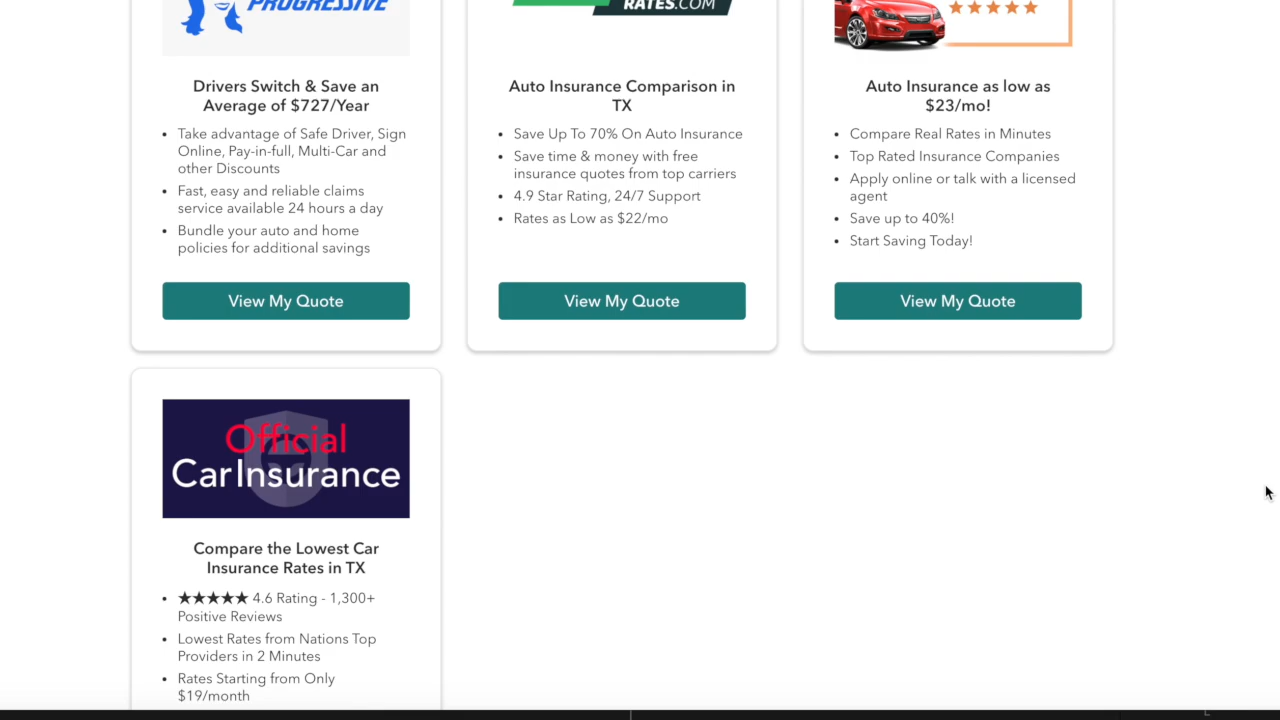 PROGRESSIVE
RATES.COM
★★★★★
Drivers Switch & Save an
Average of $727/Year
• Take advantage of Safe Driver, Sign
Online, Pay-in-full, Multi-Car and
other Discounts
• Fast, easy and reliable claims
service available 24 hours a day
• Bundle your auto and home
policies for additional savings
View My Quote
Auto Insurance Comparison in
TX
• Save Up To 70% On Auto Insurance
• Save time & money with free
insurance quotes from top carriers
• 4.9 Star Rating, 24/7 Support
• Rates as Low as $22/mo
View My Quote
Auto Insurance as low as
$23/mo!
• Compare Real Rates in Minutes
• Top Rated Insurance Companies
• Apply online or talk with a licensed
agent
• Save up to 40%!
• Start Saving Today!
View My Quote
Official
CarInsurance
Compare the Lowest Car
Insurance Rates in TX
• ★★★★★ 4.6 Rating - 1,300+
Positive Reviews
• Lowest Rates from Nations Top
Providers in 2 Minutes
• Rates Starting from Only
$19/month